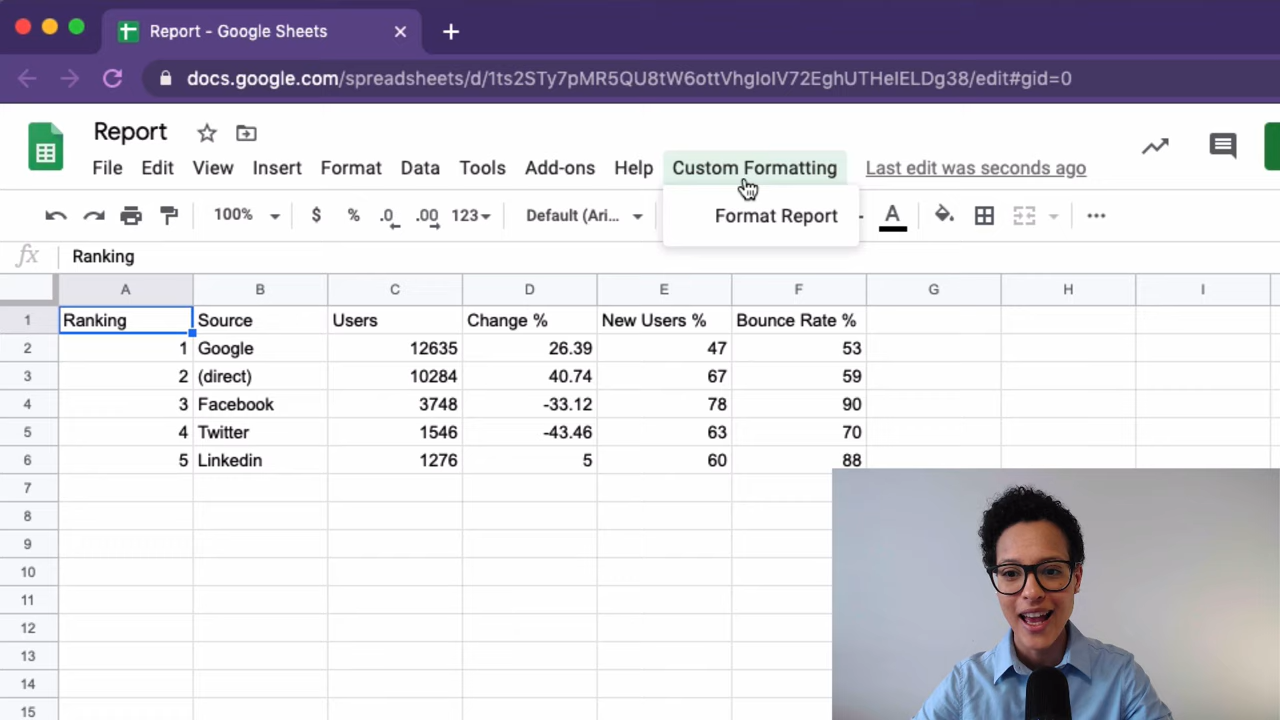 Report - Google Sheets
docs.google.com/spreadsheets/d/1ts2STy7pMR5QU8tW6ottVhgIoIV72EghUTHeIELDg38/edit#gid=0
Report
File Edit View Insert Format Data Tools Add-ons Help Custom Formatting Last edit was seconds ago
100% $ % .0 .00 123 Default (Ari... A
Format Report
fx Ranking
A B C D E F G H I
1 Ranking Source Users Change % New Users % Bounce Rate %
2 1 Google 12635 26.39 47 53
3 2 (direct) 10284 40.74 67 59
4 3 Facebook 3748 -33.12 78 90
5 4 Twitter 1546 -43.46 63 70
6 5 Linkedin 1276 5 60 88
7
8
9
10
11
12
13
14
15